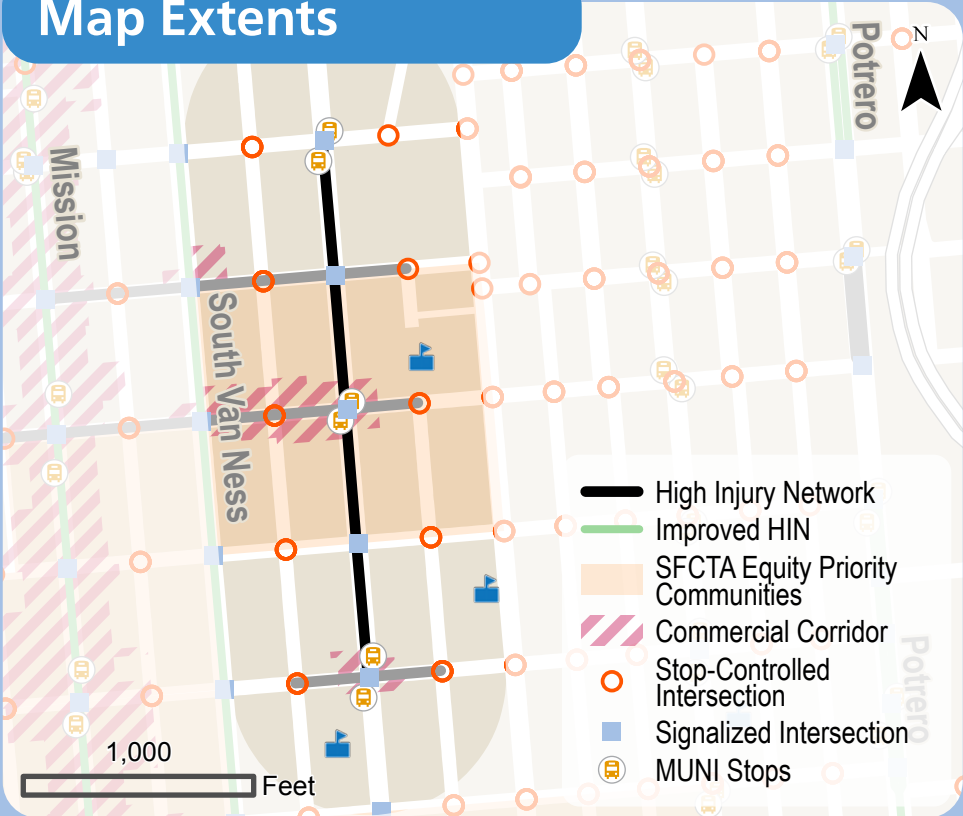 Map Extents
N
Potrero
Mission
South Van Ness
High Injury Network
Improved HIN
SFCTA Equity Priority
Communities
Commercial Corridor
Stop-Controlled
Intersection
Signalized Intersection
MUNI Stops
Potrero
1,000
Feet